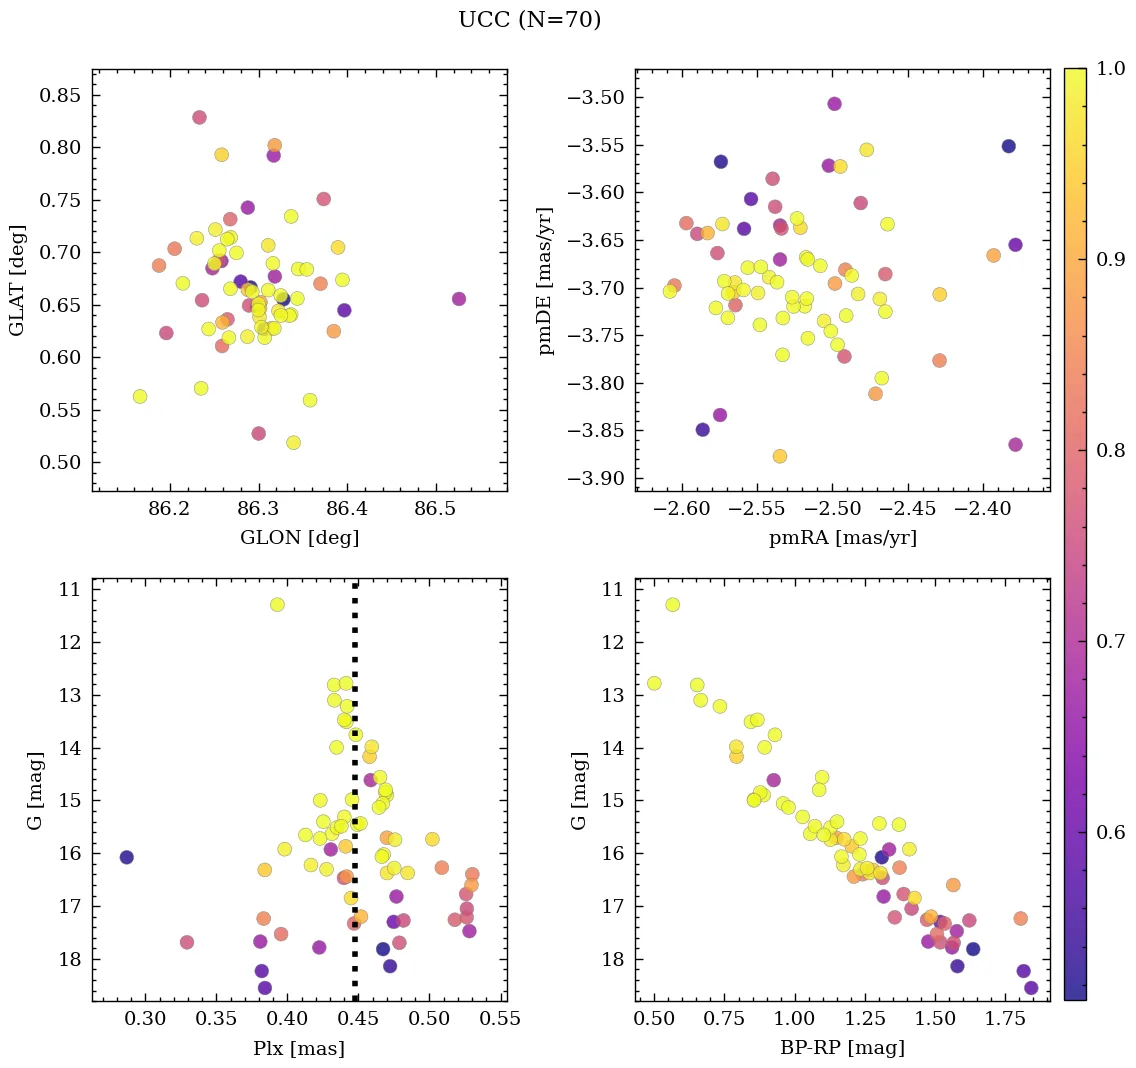 UCC (N=70)
0.85
0.80
0.75
0.70
0.65
0.60
0.55
0.50
GLAT [deg]
86.2 86.3 86.4 86.5
GLON [deg]
−3.50
−3.55
−3.60
−3.65
−3.70
−3.75
−3.80
−3.85
−3.90
pmDE [mas/yr]
−2.60 −2.55 −2.50 −2.45 −2.40
pmRA [mas/yr]
1.0
0.9
0.8
0.7
0.6
11
12
13
14
15
16
17
18
G [mag]
0.30 0.35 0.40 0.45 0.50 0.55
Plx [mas]
11
12
13
14
15
16
17
18
G [mag]
0.50 0.75 1.00 1.25 1.50 1.75
BP-RP [mag]